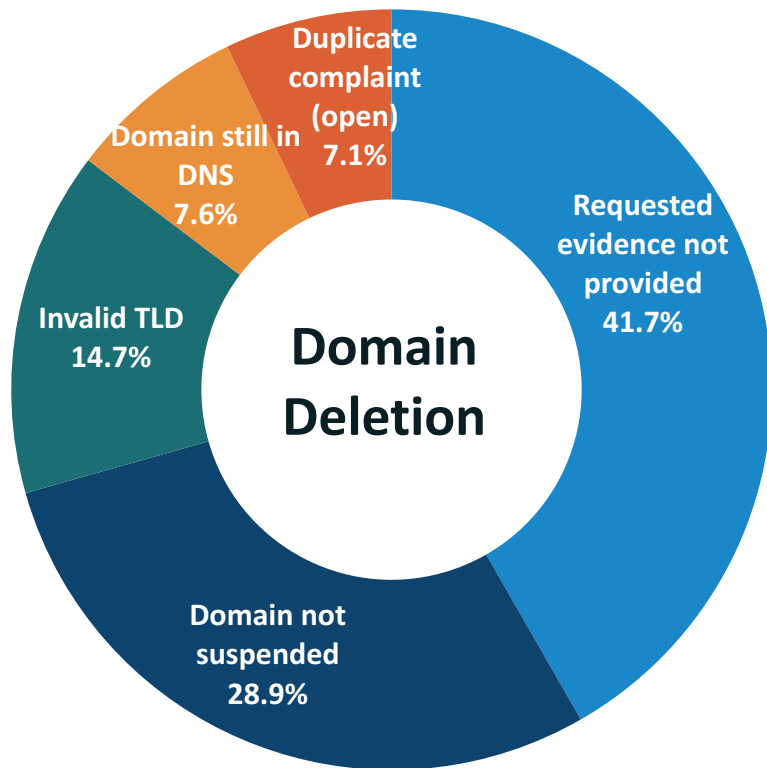 Duplicate
complaint
(open)
7.1%
Domain still in
DNS
7.6%
Requested
evidence not
provided
41.7%
Invalid TLD
14.7%
Domain
Deletion
Domain not
suspended
28.9%